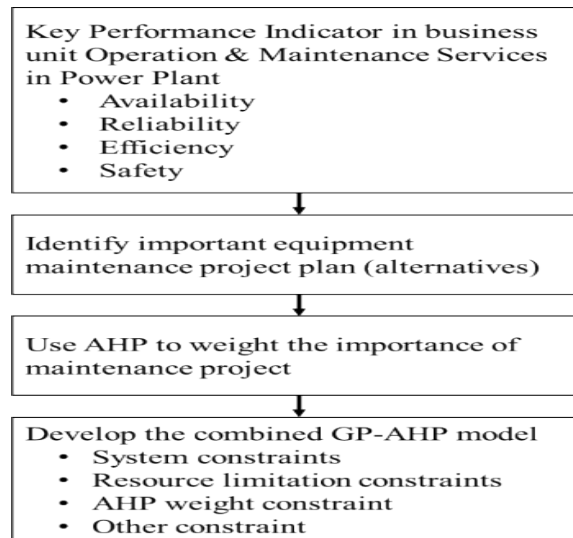 Key Performance Indicator in business
unit Operation & Maintenance Services
in Power Plant
• Availability
• Reliability
• Efficiency
• Safety
Identify important equipment
maintenance project plan (alternatives)
Use AHP to weight the importance of
maintenance project
Develop the combined GP-AHP model
• System constraints
• Resource limitation constraints
• AHP weight constraint
• Other constraint